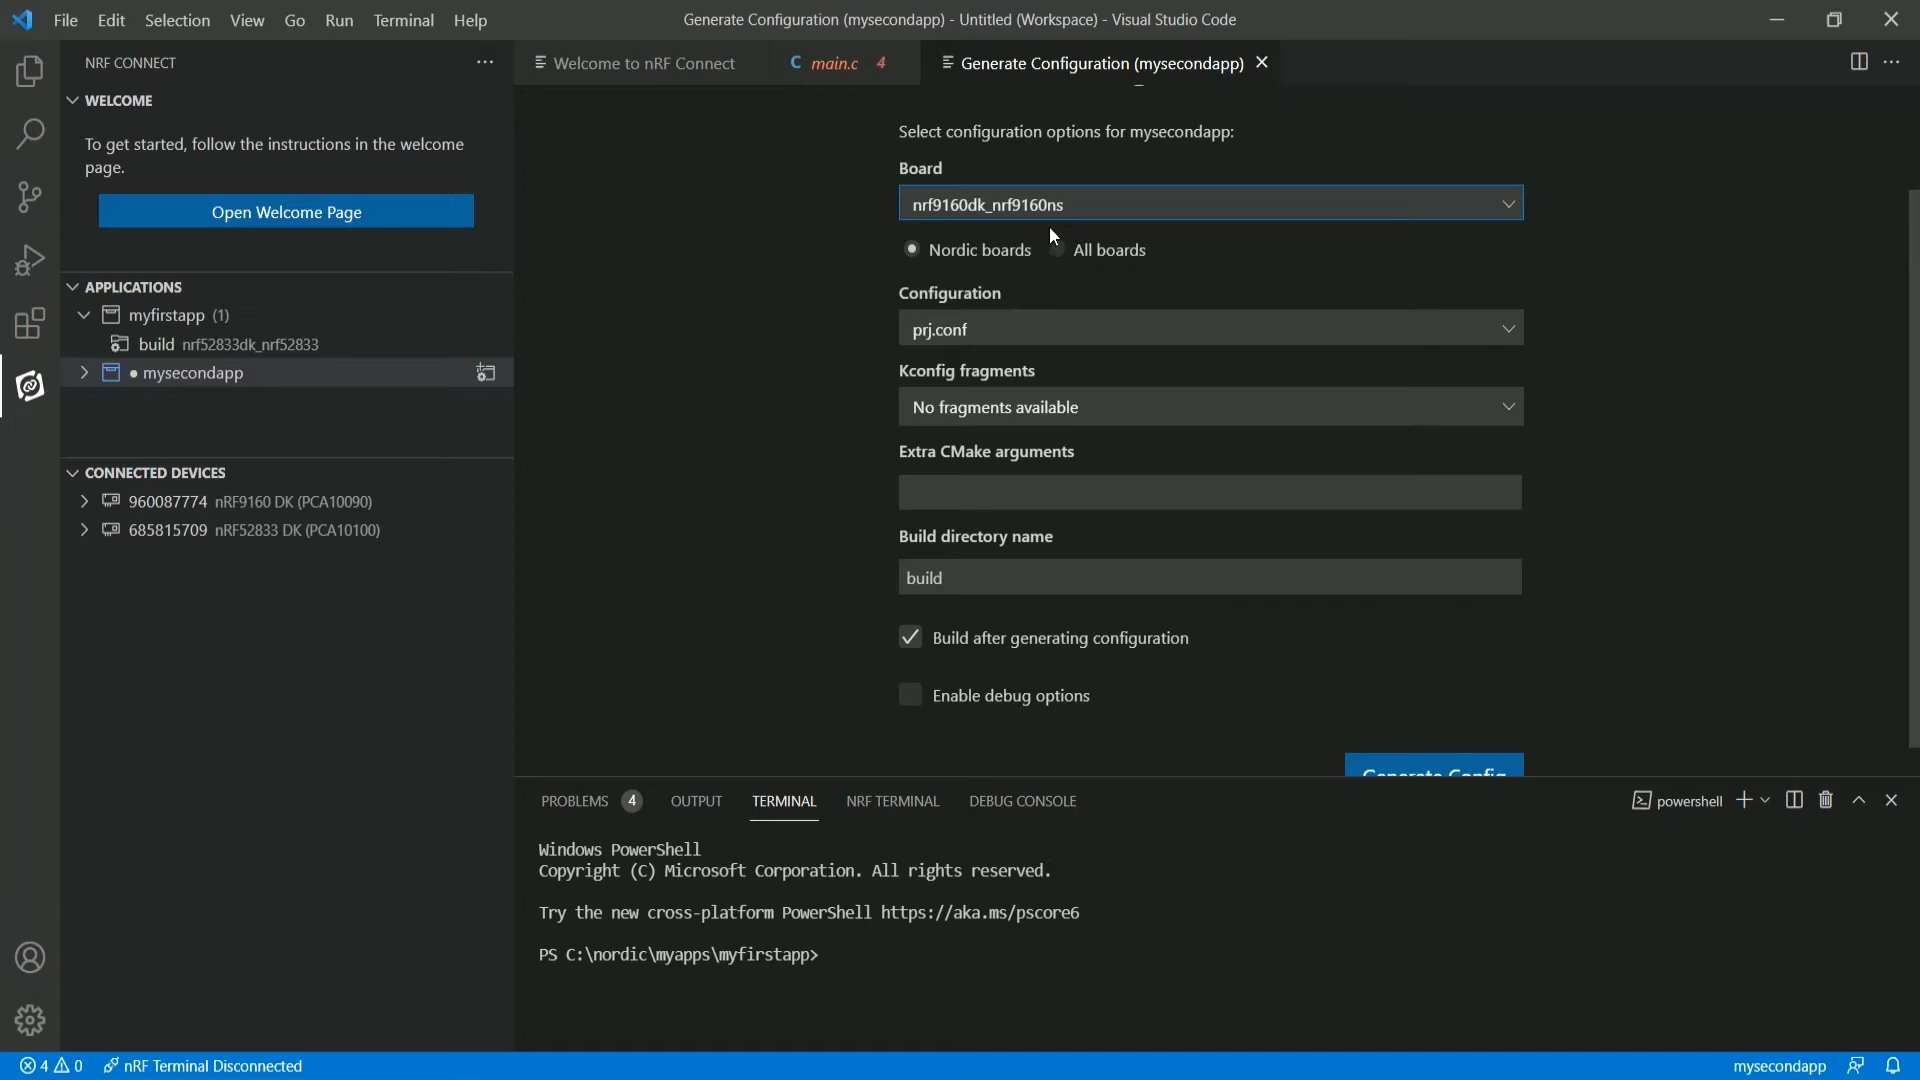 File Edit Selection View Go Run Terminal Help
Generate Configuration (mysecondapp) - Untitled (Workspace) - Visual Studio Code
NRF CONNECT
WELCOME
To get started, follow the instructions in the welcome
page.
Open Welcome Page
APPLICATIONS
myfirstapp (1)
build nrf52833dk_nrf52833
mysecondapp
CONNECTED DEVICES
960087774 nRF9160 DK (PCA10090)
685815709 nRF52833 DK (PCA10100)
Welcome to nRF Connect
C main.c 4
Generate Configuration (mysecondapp)
Select configuration options for mysecondapp:
Board
nrf9160dk_nrf9160ns
Nordic boards All boards
Configuration
prj.conf
Kconfig fragments
No fragments available
Extra CMake arguments
Build directory name
build
Build after generating configuration
Enable debug options
Generate Config
PROBLEMS 4 OUTPUT TERMINAL NRF TERMINAL DEBUG CONSOLE
powershell
Windows PowerShell
Copyright (C) Microsoft Corporation. All rights reserved.
Try the new cross-platform PowerShell https://aka.ms/pscore6
PS C:\nordic\myapps\myfirstapp>
4 0 nRF Terminal Disconnected
mysecondapp